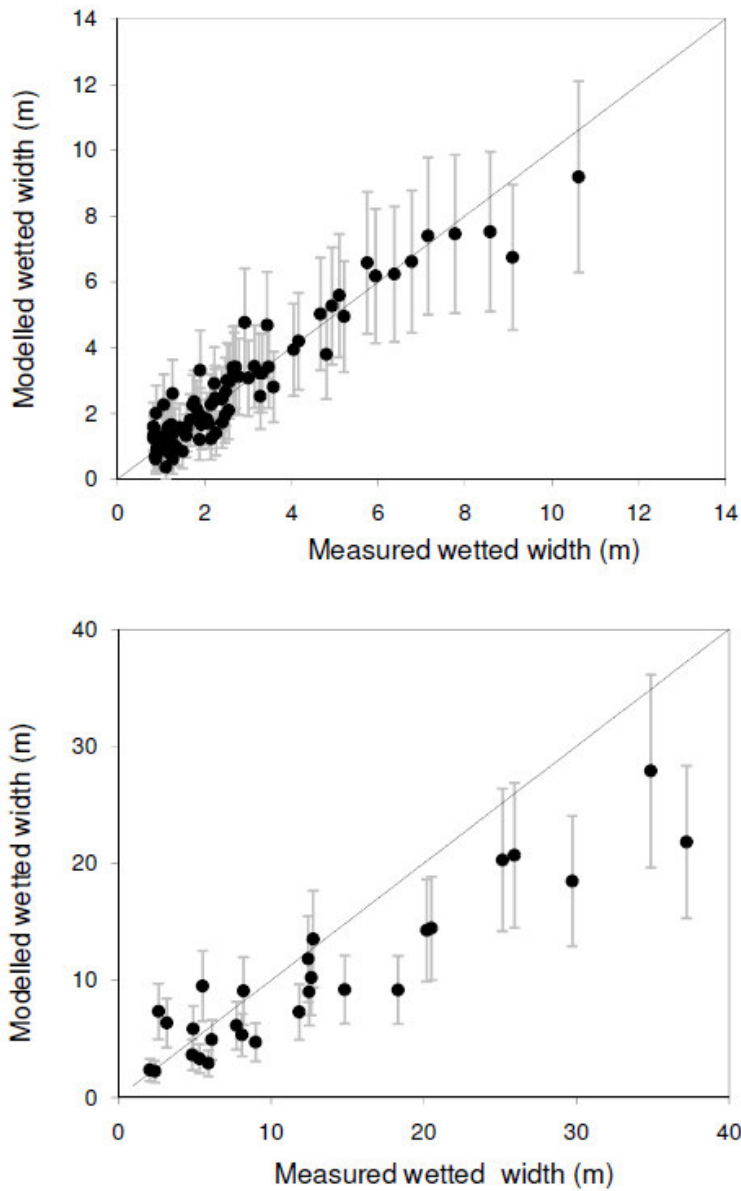 14
12
10
8
6
4
2
0
Modelled wetted width (m)
0 2 4 6 8 10 12 14
Measured wetted width (m)
40
30
20
10
0
Modelled wetted width (m)
0 10 20 30 40
Measured wetted width (m)